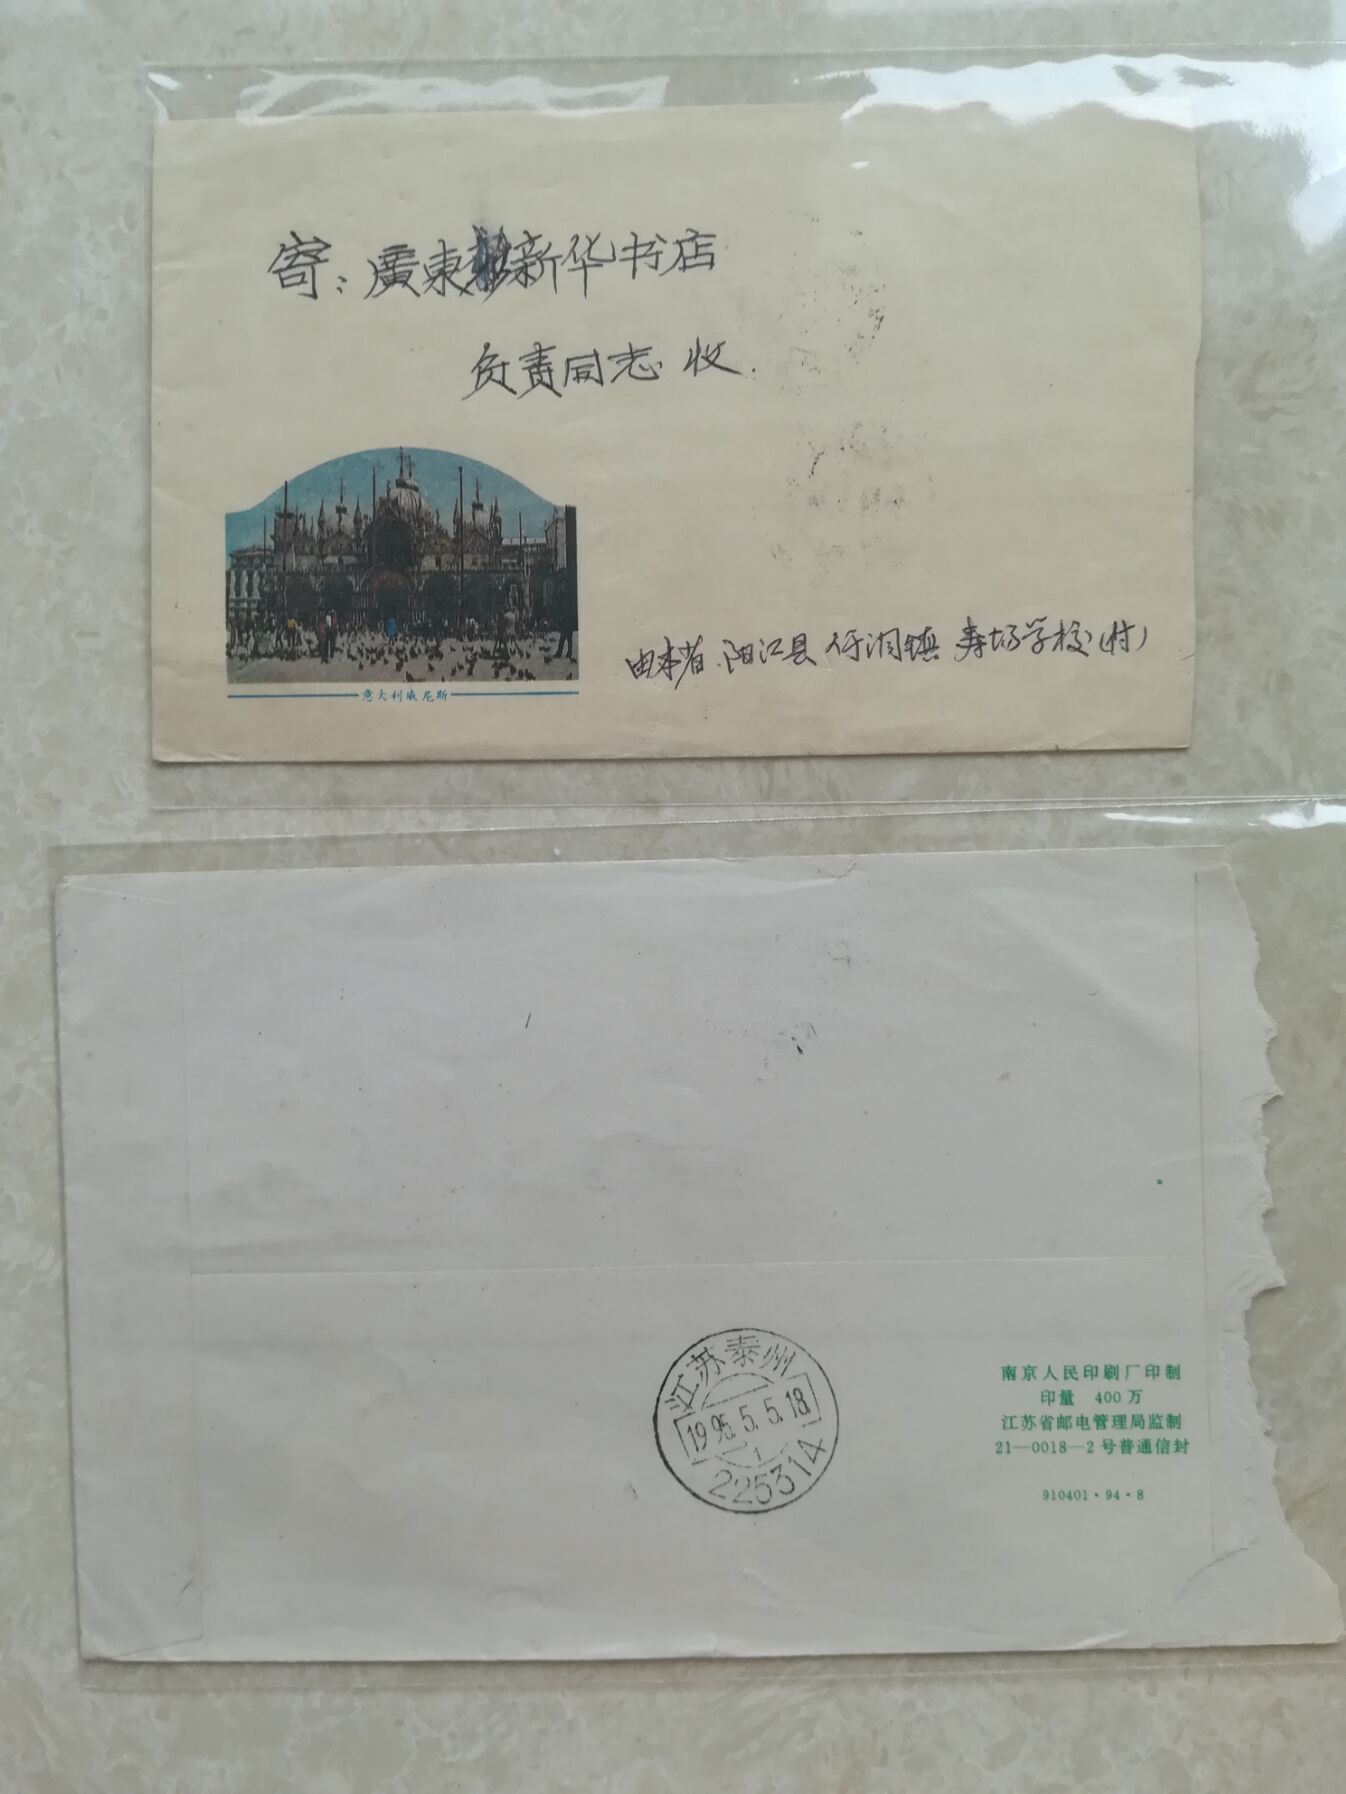 寄：廣東新华书店
负责同志 收
由本省 阳江县 仔洞镇 寿场学校(付)
意大利威尼斯
江苏泰州
1995.5.5.18
1
225314
南京人民印刷厂印制
印量 400万
江苏省邮电管理局监制
21—0018—2号普通信封
910401·94·8